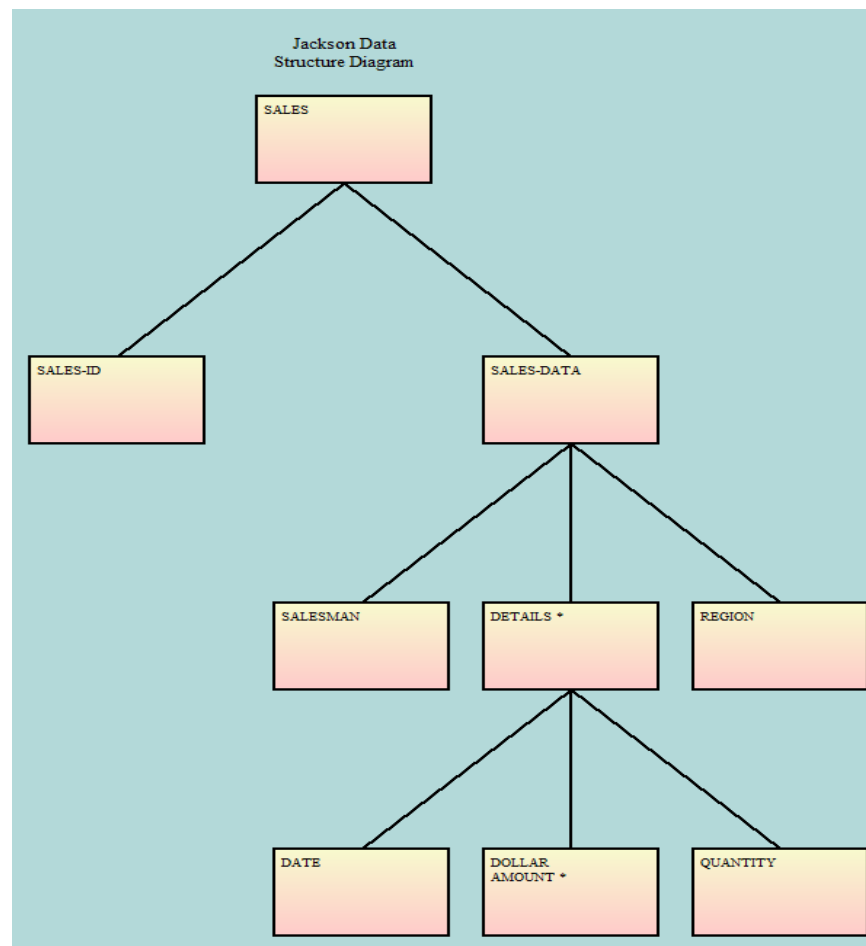 Jackson Data
Structure Diagram
SALES
SALES-ID
SALES-DATA
SALESMAN
DETAILS *
REGION
DATE
DOLLAR
AMOUNT *
QUANTITY